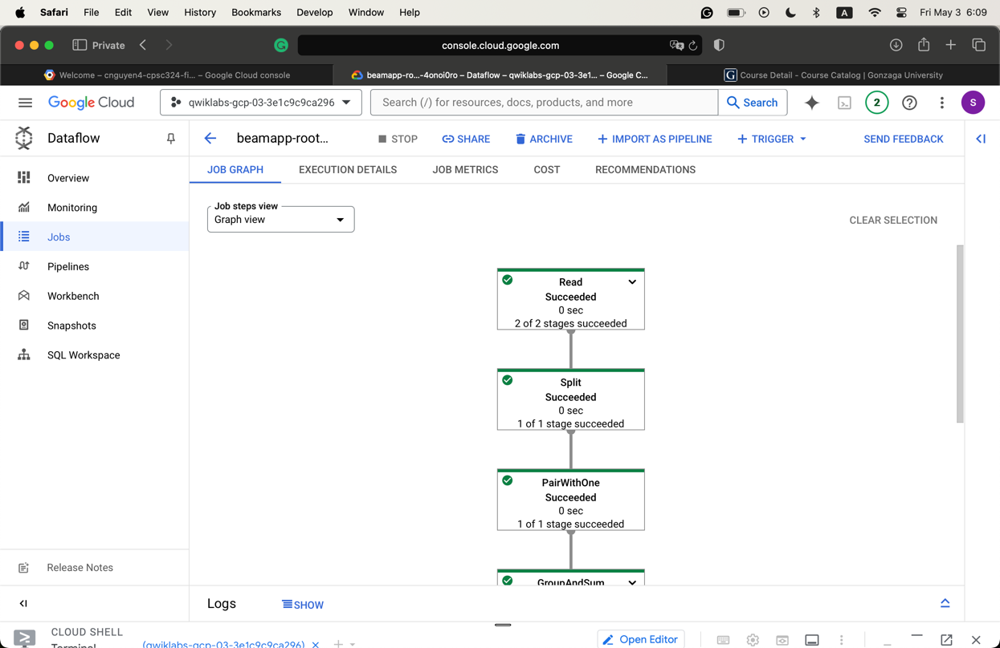 Safari File Edit View History Bookmarks Develop Window Help A Fri May 3 6:09
Private console.cloud.google.com
Welcome – cnguyen4-cpsc324-fi... – Google Cloud console beamapp-ro...-4onoi0ro – Dataflow – qwiklabs-gcp-03-3e1... – Google C... G Course Detail - Course Catalog | Gonzaga University
Google Cloud qwiklabs-gcp-03-3e1c9c9ca296 Search (/) for resources, docs, products, and more Search 2 S
Dataflow beamapp-root... STOP SHARE ARCHIVE IMPORT AS PIPELINE TRIGGER SEND FEEDBACK
JOB GRAPH EXECUTION DETAILS JOB METRICS COST RECOMMENDATIONS
Overview
Monitoring
Jobs
Pipelines
Workbench
Snapshots
SQL Workspace
Release Notes
Job steps view
Graph view
CLEAR SELECTION
Read
Succeeded
0 sec
2 of 2 stages succeeded
Split
Succeeded
0 sec
1 of 1 stage succeeded
PairWithOne
Succeeded
0 sec
1 of 1 stage succeeded
GroupAndSum
Logs SHOW
CLOUD SHELL
Terminal (qwiklabs-gcp-03-3e1c9c9ca296) Open Editor